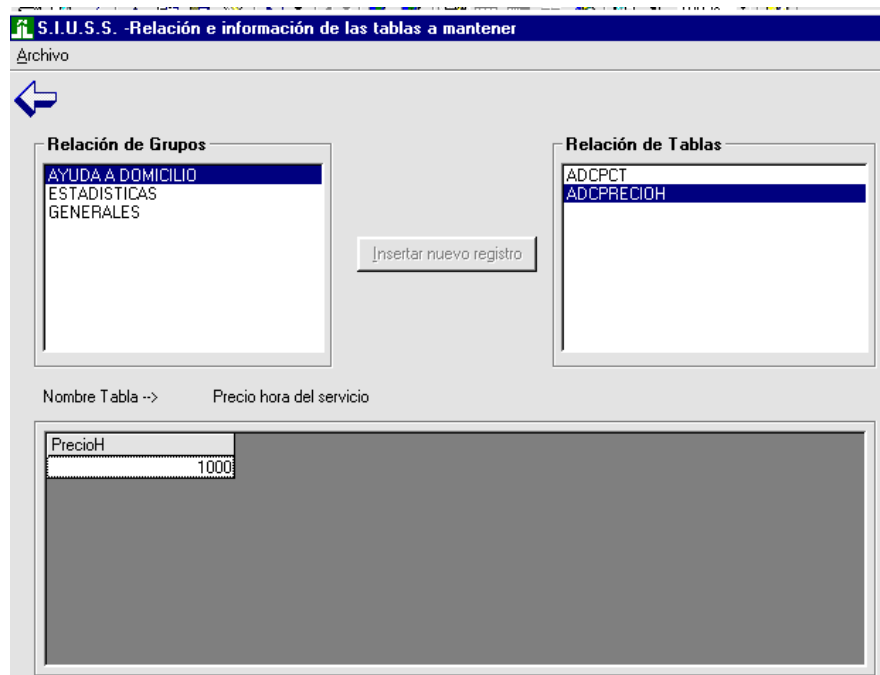 S.I.U.S.S. -Relación e información de las tablas a mantener
Archivo
Relación de Grupos
AYUDA A DOMICILIO
ESTADISTICAS
GENERALES
Insertar nuevo registro
Relación de Tablas
ADCPCT
ADCPRECIOH
Nombre Tabla --> Precio hora del servicio
PrecioH
1000